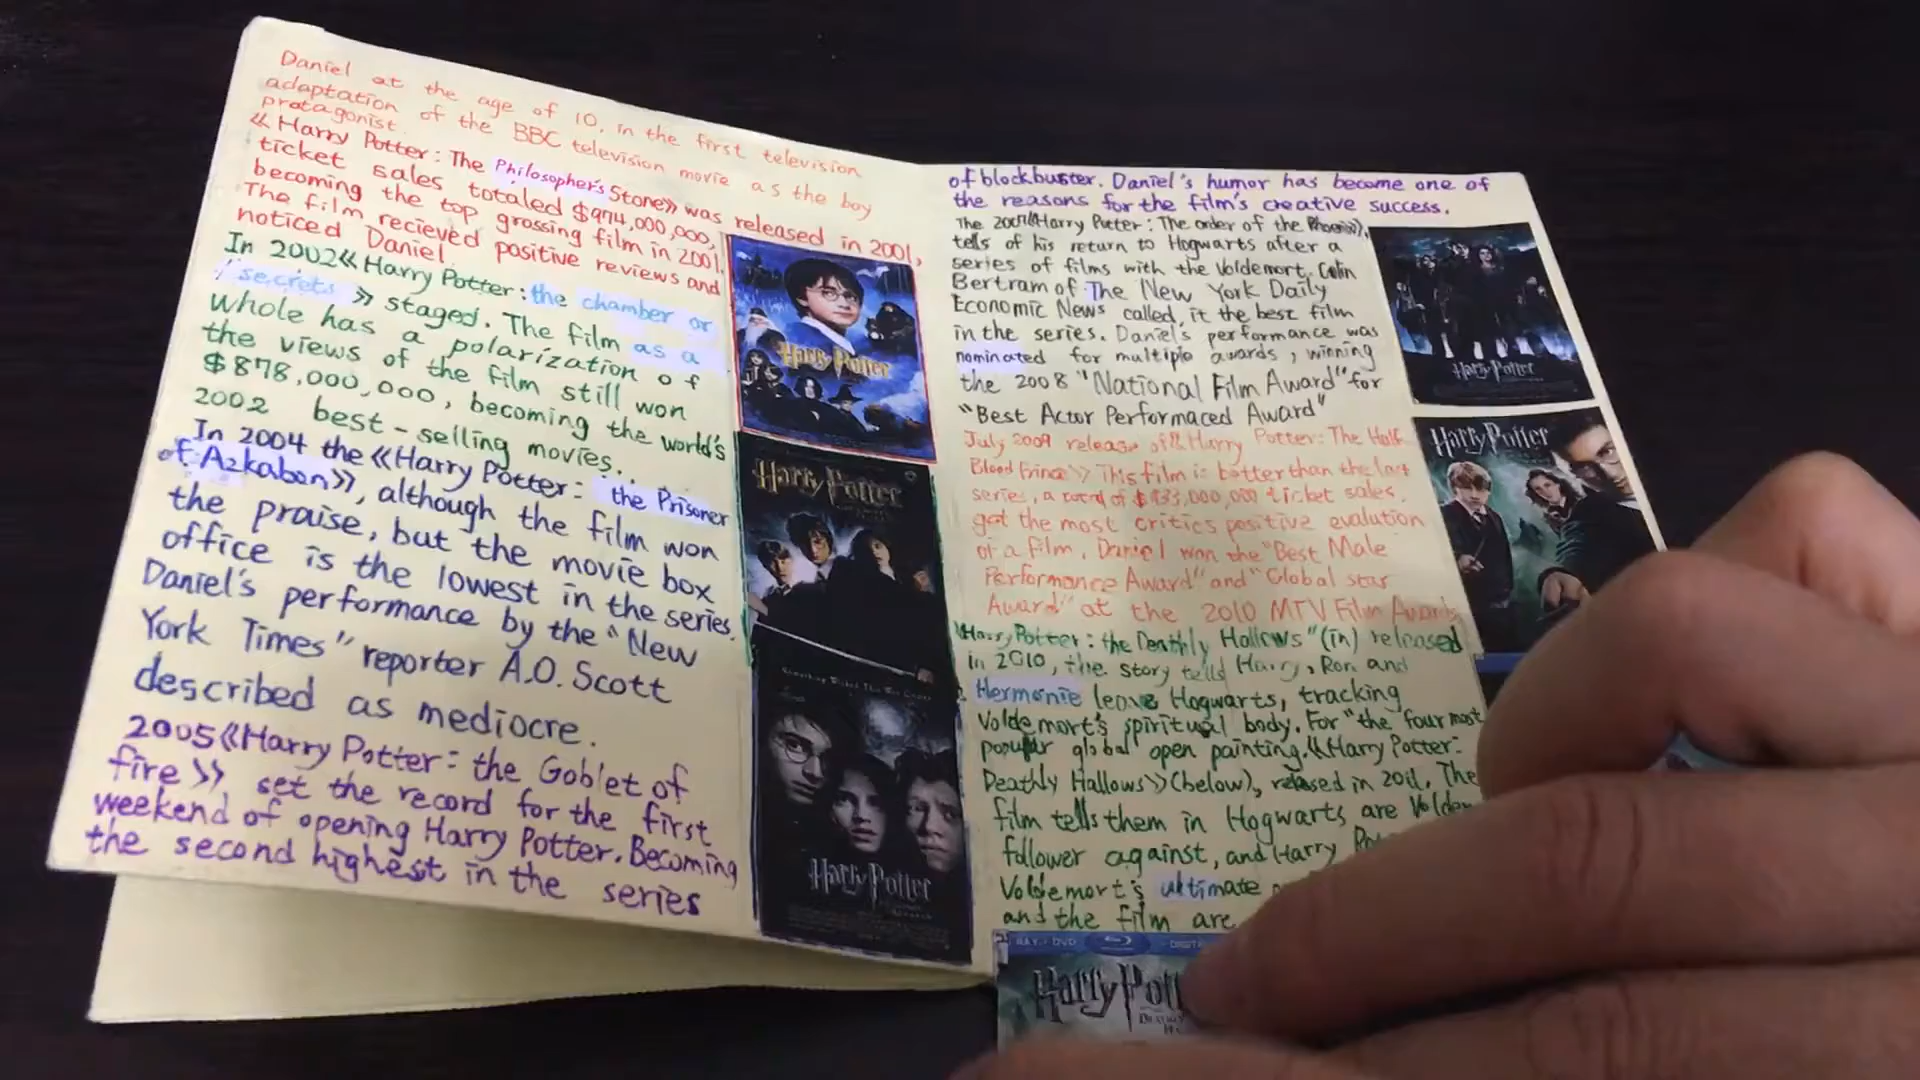 Daniel at the age of 10, in the first television
adaptation of the BBC television movie as the boy
protagonist.
《Harry Potter: The Philosopher's Stone》 was released in 2001,
ticket sales totaled $974,000,000,
becoming the top grossing film in 2001.
The film recieved positive reviews and
noticed Daniel
In 2002《Harry Potter: the chamber or
secrets》 staged. The film as a
whole has a polarization of
the views of the film still won
$878,000,000, becoming the world's
2002 best-selling movies.
In 2004 the《Harry Potter: the Prisoner
of Azkaban》, although the film won
the praise, but the movie box
office is the lowest in the series.
Daniel's performance by the "New
York Times" reporter A.O. Scott
described as mediocre.
2005《Harry Potter: the Goblet of
fire》 set the record for the first
weekend of opening Harry Potter. Becoming
the second highest in the series
Harry Potter
Harry Potter
Harry Potter
of blockbuster. Daniel's humor has become one of
the reasons for the film's creative success.
The 2007《Harry Potter: The order of the Phoenix》,
tells of his return to Hogwarts after a
series of films with the Voldemort. Colin
Bertram of The New York Daily
Economic News called, it the best film
in the series. Daniel's performance was
nominated for multiple awards, winning
the 2008 "National Film Award" for
"Best Actor Performaced Award"
July 2009 release of《Harry Potter: The Half
Blood Prince》 This film is better than the last
series, a total of $933,000,000 ticket sales.
got the most critics positive evalution
of a film, Daniel won the "Best Male
Performance Award" and "Global star
Award" at the 2010 MTV Film Awards
"Harry Potter: the Deathly Hallows" (in) released
in 2010, the story tells Harry, Ron and
Hermonie leave Hogwarts, tracking
Voldemort's spiritual body. For "the four most
popular global open painting.《Harry Potter:
Deathly Hallows》(below), released in 2011. The
film tells them in Hogwarts are
follower against, and Harry
Voldemort's uktimate
and the film are
Harry Potter
Harry Potter
BLU-RAY + DVD
Harry Pott